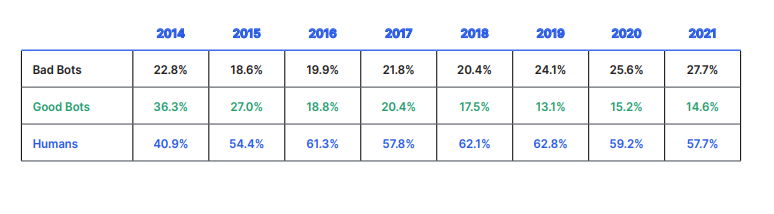 2014 2015 2016 2017 2018 2019 2020 2021
Bad Bots 22.8% 18.6% 19.9% 21.8% 20.4% 24.1% 25.6% 27.7%
Good Bots 36.3% 27.0% 18.8% 20.4% 17.5% 13.1% 15.2% 14.6%
Humans 40.9% 54.4% 61.3% 57.8% 62.1% 62.8% 59.2% 57.7%